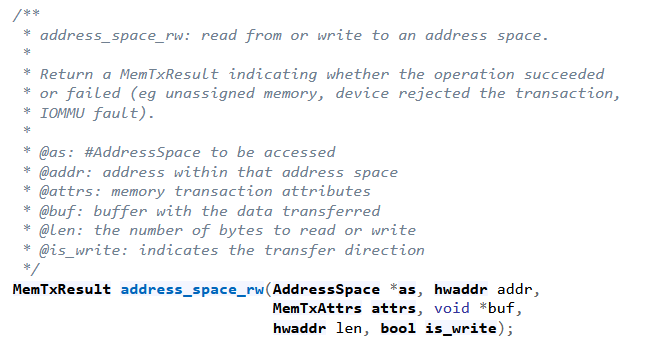 /**
 * address_space_rw: read from or write to an address space.
 *
 * Return a MemTxResult indicating whether the operation succeeded
 * or failed (eg unassigned memory, device rejected the transaction,
 * IOMMU fault).
 *
 * @as: #AddressSpace to be accessed
 * @addr: address within that address space
 * @attrs: memory transaction attributes
 * @buf: buffer with the data transferred
 * @len: the number of bytes to read or write
 * @is_write: indicates the transfer direction
 */
MemTxResult address_space_rw(AddressSpace *as, hwaddr addr,
                             MemTxAttrs attrs, void *buf,
                             hwaddr len, bool is_write);